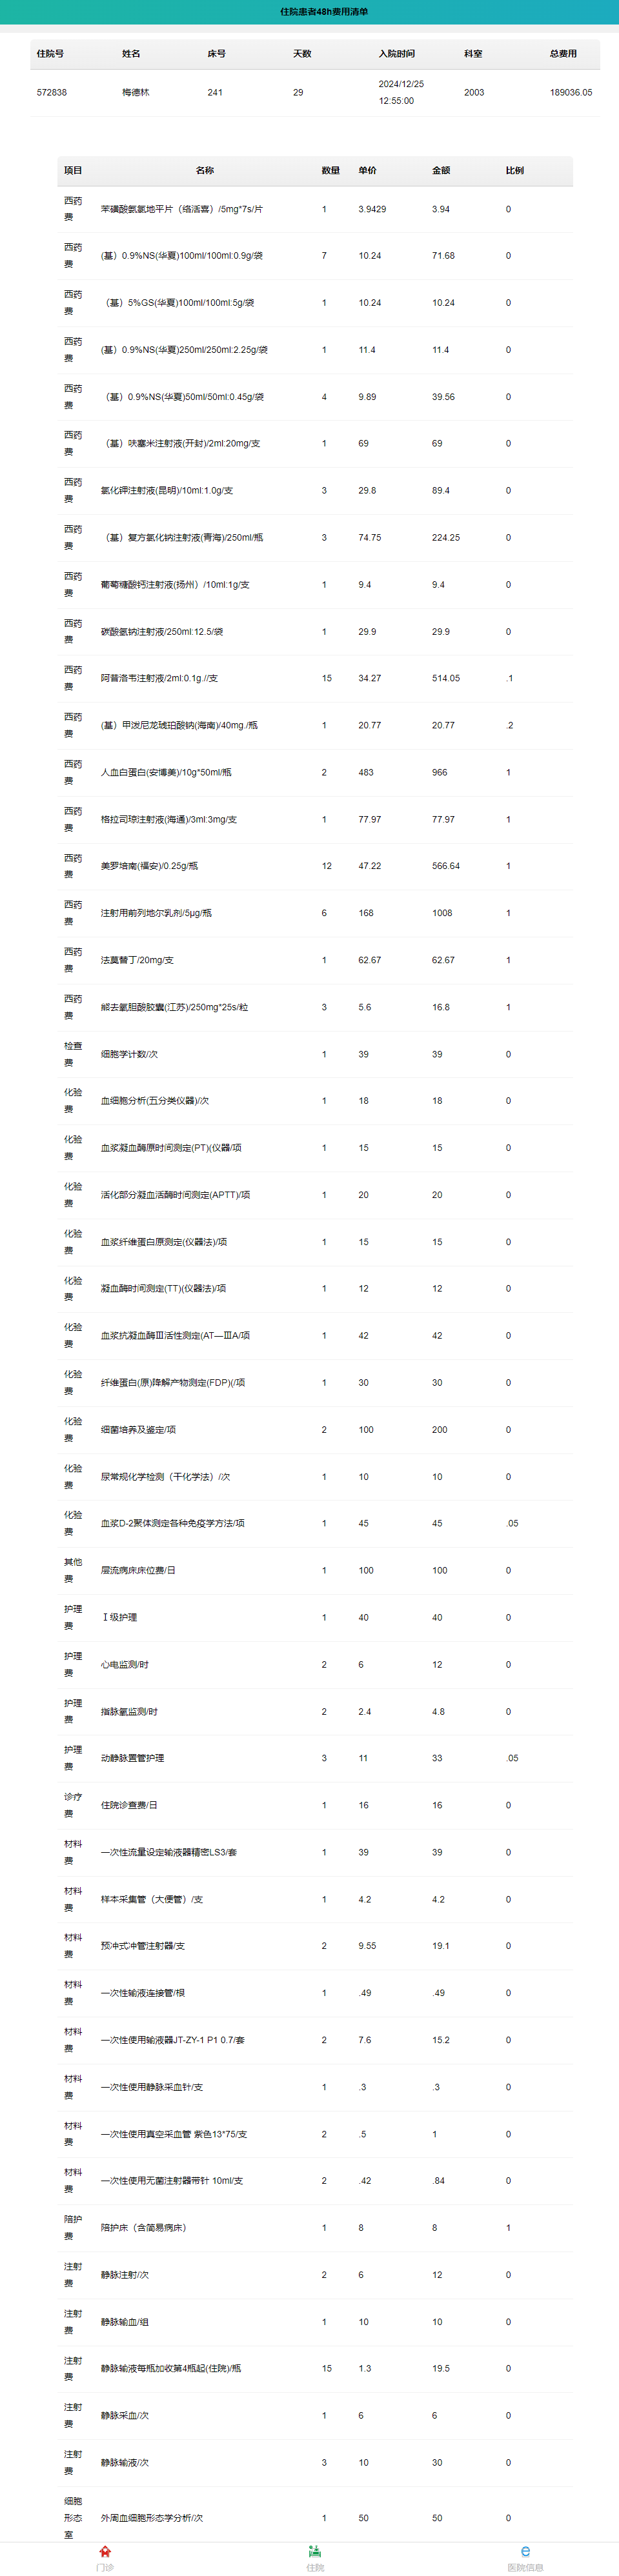 住院患者48h费用清单
住院号 姓名 床号 天数 入院时间 科室 总费用
572838 梅德林 241 29 2024/12/25 12:55:00 2003 189036.05
项目 名称 数量 单价 金额 比例
西药费 苯磺酸氨氯地平片（络活喜）/5mg*7s/片 1 3.9429 3.94 0
西药费 (基）0.9%NS(华夏)100ml/100ml:0.9g/袋 7 10.24 71.68 0
西药费 （基）5%GS(华夏)100ml/100ml:5g/袋 1 10.24 10.24 0
西药费 (基）0.9%NS(华夏)250ml/250ml:2.25g/袋 1 11.4 11.4 0
西药费 （基）0.9%NS(华夏)50ml/50ml:0.45g/袋 4 9.89 39.56 0
西药费 （基）呋塞米注射液(开封)/2ml:20mg/支 1 69 69 0
西药费 氯化钾注射液(昆明)/10ml:1.0g/支 3 29.8 89.4 0
西药费 （基）复方氯化钠注射液(青海)/250ml/瓶 3 74.75 224.25 0
西药费 葡萄糖酸钙注射液(扬州）/10ml:1g/支 1 9.4 9.4 0
西药费 碳酸氢钠注射液/250ml:12.5/袋 1 29.9 29.9 0
西药费 阿昔洛韦注射液/2ml:0.1g.//支 15 34.27 514.05 .1
西药费 (基）甲泼尼龙琥珀酸钠(海南)/40mg./瓶 1 20.77 20.77 .2
西药费 人血白蛋白(安博美)/10g*50ml/瓶 2 483 966 1
西药费 格拉司琼注射液(海通)/3ml:3mg/支 1 77.97 77.97 1
西药费 美罗培南(福安)/0.25g/瓶 12 47.22 566.64 1
西药费 注射用前列地尔乳剂/5μg/瓶 6 168 1008 1
西药费 法莫替丁/20mg/支 1 62.67 62.67 1
西药费 熊去氧胆酸胶囊(江苏)/250mg*25s/粒 3 5.6 16.8 1
检查费 细胞学计数/次 1 39 39 0
化验费 血细胞分析(五分类仪器)/次 1 18 18 0
化验费 血浆凝血酶原时间测定(PT)(仪器/项 1 15 15 0
化验费 活化部分凝血活酶时间测定(APTT)/项 1 20 20 0
化验费 血浆纤维蛋白原测定(仪器法)/项 1 15 15 0
化验费 凝血酶时间测定(TT)(仪器法)/项 1 12 12 0
化验费 血浆抗凝血酶Ⅲ活性测定(AT—ⅢA/项 1 42 42 0
化验费 纤维蛋白(原)降解产物测定(FDP)(/项 1 30 30 0
化验费 细菌培养及鉴定/项 2 100 200 0
化验费 尿常规化学检测（干化学法）/次 1 10 10 0
化验费 血浆D-2聚体测定各种免疫学方法/项 1 45 45 .05
其他费 层流病床床位费/日 1 100 100 0
护理费 Ⅰ级护理 1 40 40 0
护理费 心电监测/时 2 6 12 0
护理费 指脉氧监测/时 2 2.4 4.8 0
护理费 动静脉置管护理 3 11 33 .05
诊疗费 住院诊查费/日 1 16 16 0
材料费 一次性流量设定输液器精密LS3/套 1 39 39 0
材料费 样本采集管（大便管）/支 1 4.2 4.2 0
材料费 预冲式冲管注射器/支 2 9.55 19.1 0
材料费 一次性输液连接管/根 1 .49 .49 0
材料费 一次性使用输液器JT-ZY-1 P1 0.7/套 2 7.6 15.2 0
材料费 一次性使用静脉采血针/支 1 .3 .3 0
材料费 一次性使用真空采血管 紫色13*75/支 2 .5 1 0
材料费 一次性使用无菌注射器带针 10ml/支 2 .42 .84 0
陪护费 陪护床（含简易病床） 1 8 8 1
注射费 静脉注射/次 2 6 12 0
注射费 静脉输血/组 1 10 10 0
注射费 静脉输液每瓶加收第4瓶起(住院)/瓶 15 1.3 19.5 0
注射费 静脉采血/次 1 6 6 0
注射费 静脉输液/次 3 10 30 0
细胞形态室 外周血细胞形态学分析/次 1 50 50 0
门诊 住院 医院信息